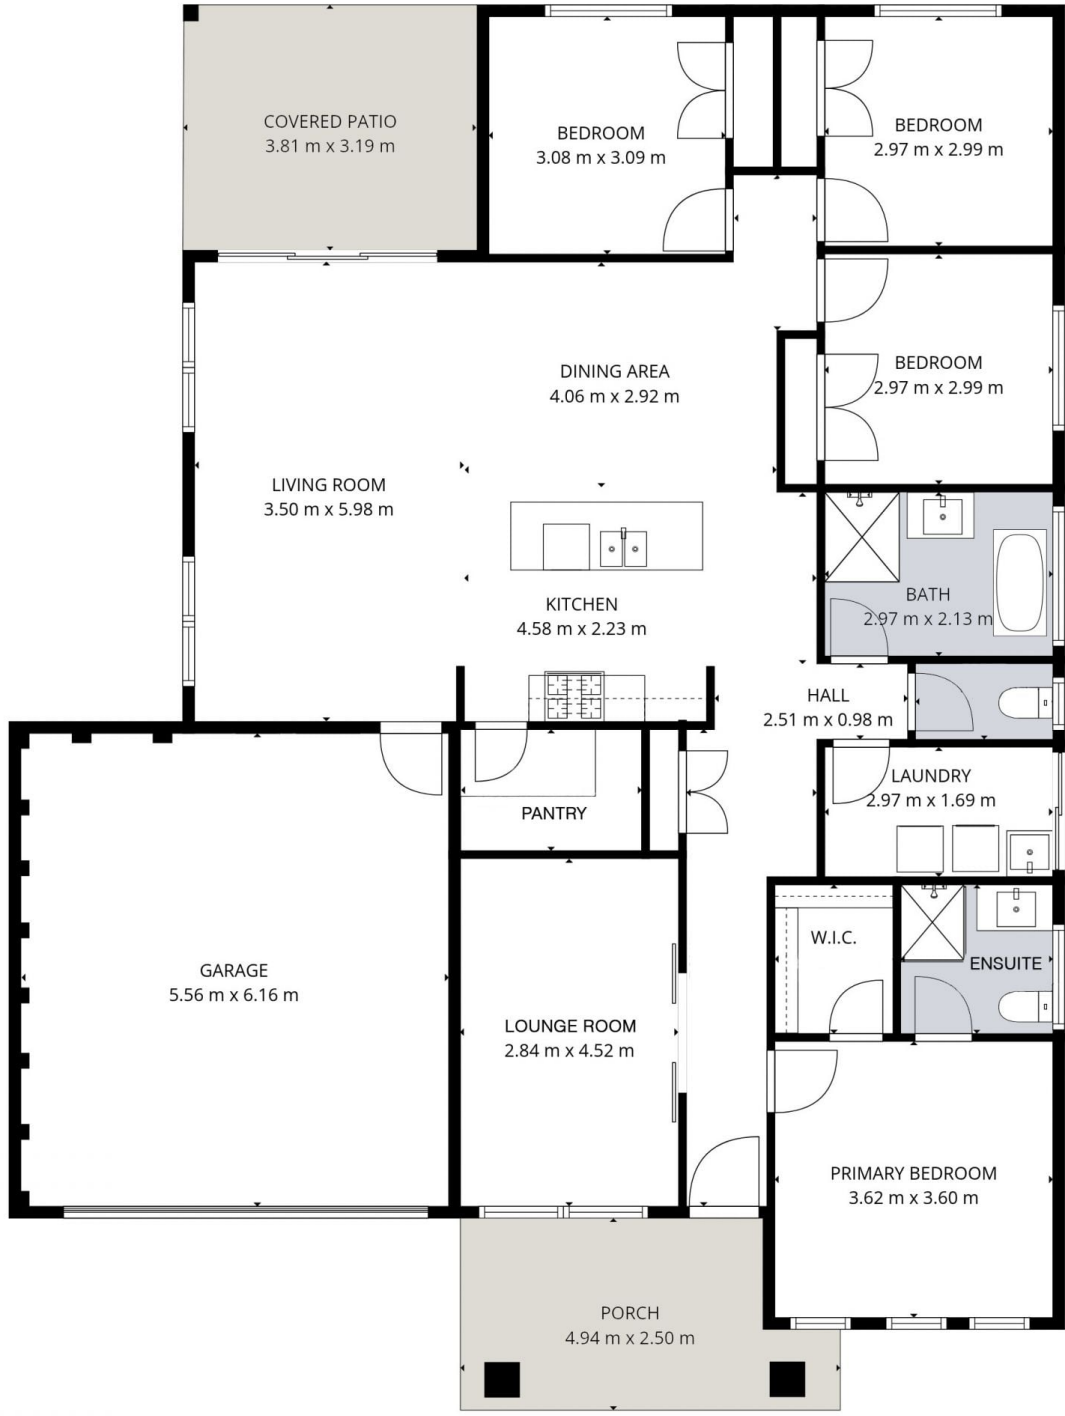 COVERED PATIO
3.81 m x 3.19 m
BEDROOM
3.08 m x 3.09 m
BEDROOM
2.97 m x 2.99 m
DINING AREA
4.06 m x 2.92 m
BEDROOM
2.97 m x 2.99 m
LIVING ROOM
3.50 m x 5.98 m
KITCHEN
4.58 m x 2.23 m
BATH
2.97 m x 2.13 m
HALL
2.51 m x 0.98 m
LAUNDRY
2.97 m x 1.69 m
PANTRY
W.I.C.
ENSUITE
GARAGE
5.56 m x 6.16 m
LOUNGE ROOM
2.84 m x 4.52 m
PRIMARY BEDROOM
3.62 m x 3.60 m
PORCH
4.94 m x 2.50 m